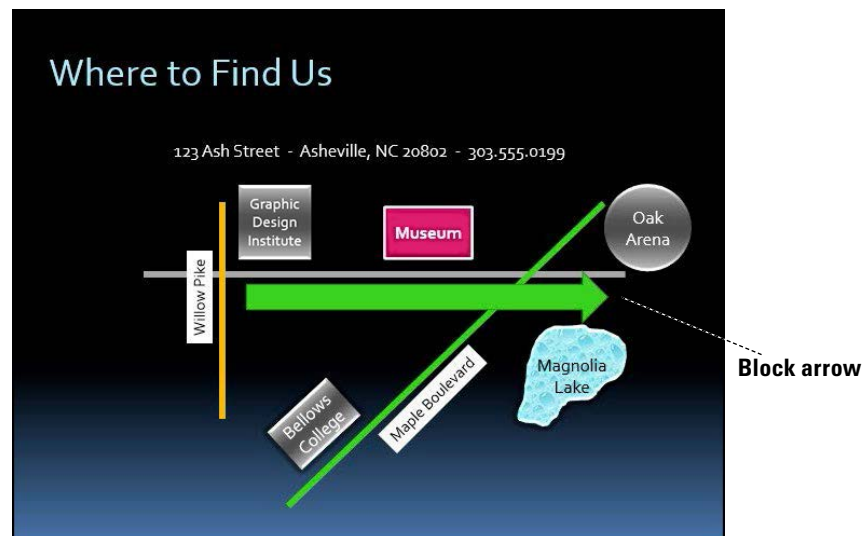 Where to Find Us
123 Ash Street - Asheville, NC 20802 - 303.555.0199
Graphic
Design
Institute
Museum
Oak
Arena
Willow Pike
Block arrow
Magnolia
Lake
Maple Boulevard
Bellows
College